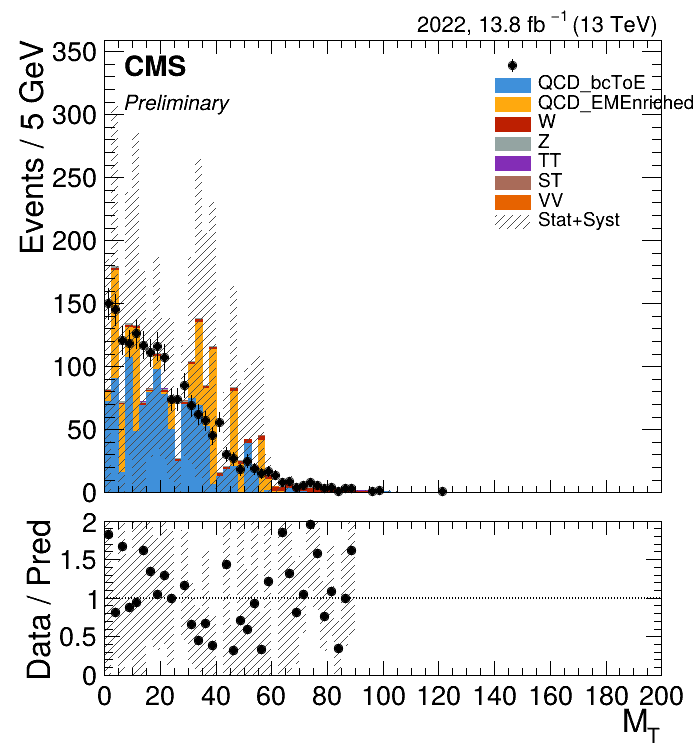 2022, 13.8 fb⁻¹ (13 TeV)
CMS
Preliminary
QCD_bcToE
QCD_EMEnriched
W
Z
TT
ST
VV
Stat+Syst
Events / 5 GeV
350
300
250
200
150
100
50
0
Data / Pred
2
1.5
1
0.5
0
0 20 40 60 80 100 120 140 160 180 200
M_T